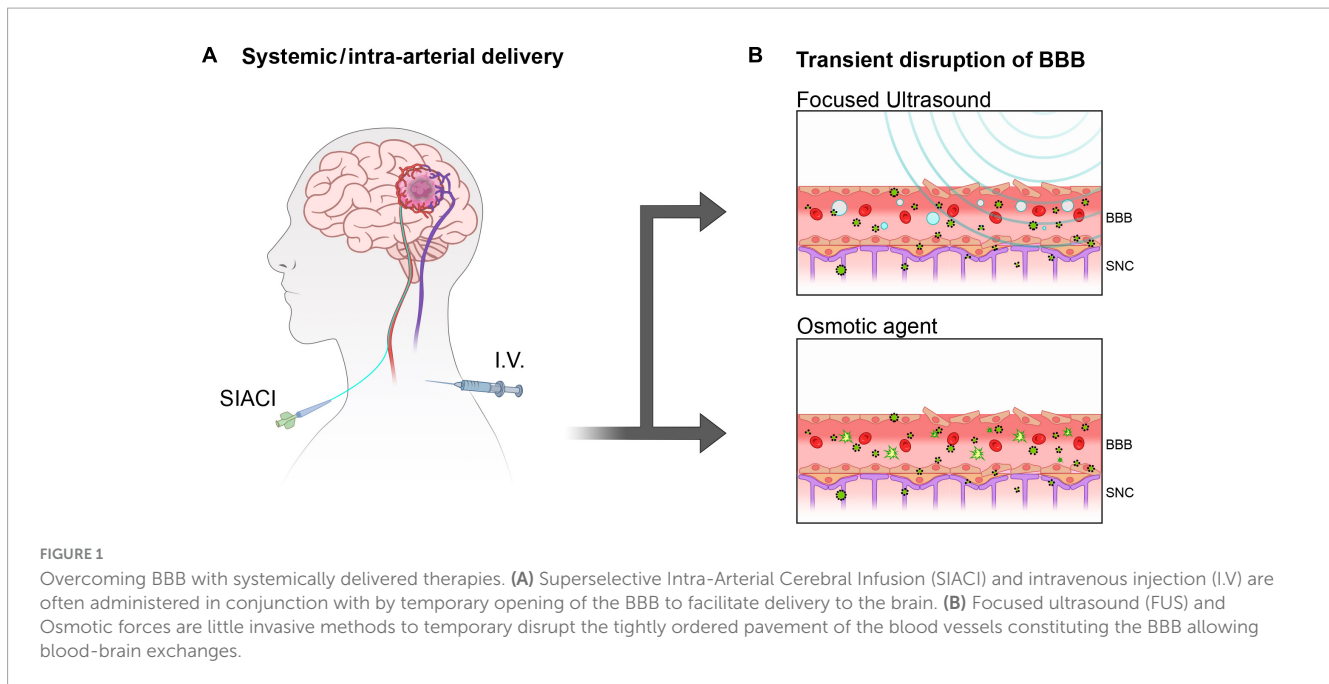 A Systemic/intra-arterial delivery
SIACI
I.V.
B Transient disruption of BBB
Focused Ultrasound
BBB
SNC
Osmotic agent
BBB
SNC
FIGURE 1
Overcoming BBB with systemically delivered therapies. (A) Superselective Intra-Arterial Cerebral Infusion (SIACI) and intravenous injection (I.V) are
often administered in conjunction with by temporary opening of the BBB to facilitate delivery to the brain. (B) Focused ultrasound (FUS) and
Osmotic forces are little invasive methods to temporary disrupt the tightly ordered pavement of the blood vessels constituting the BBB allowing
blood-brain exchanges.